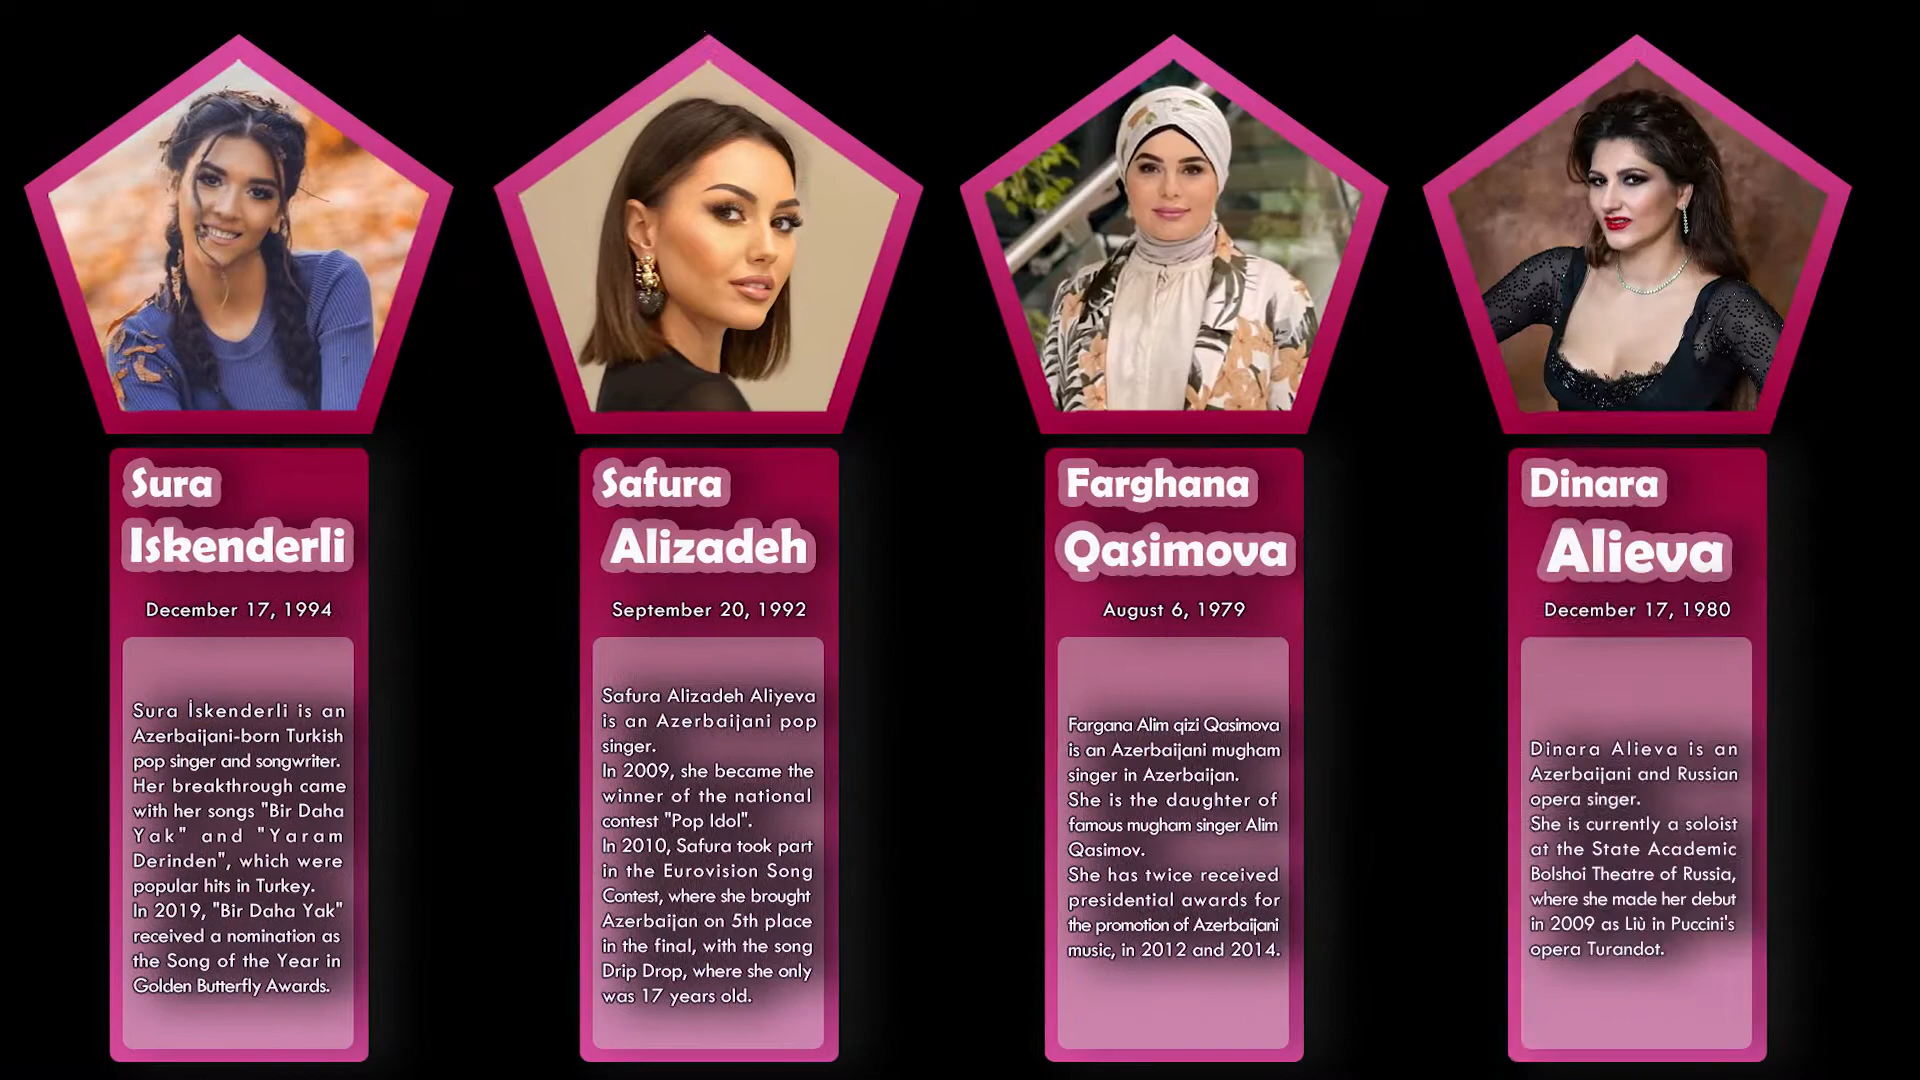 Sura
Iskenderli
December 17, 1994
Sura İskenderli is an
Azerbaijani-born Turkish
pop singer and songwriter.
Her breakthrough came
with her songs "Bir Daha
Yak" and "Yaram
Derinden", which were
popular hits in Turkey.
In 2019, "Bir Daha Yak"
received a nomination as
the Song of the Year in
Golden Butterfly Awards.
Safura
Alizadeh
September 20, 1992
Safura Alizadeh Aliyeva
is an Azerbaijani pop
singer.
In 2009, she became the
winner of the national
contest "Pop Idol".
In 2010, Safura took part
in the Eurovision Song
Contest, where she brought
Azerbaijan on 5th place
in the final, with the song
Drip Drop, where she only
was 17 years old.
Farghana
Qasimova
August 6, 1979
Fargana Alim qizi Qasimova
is an Azerbaijani mugham
singer in Azerbaijan.
She is the daughter of
famous mugham singer Alim
Qasimov.
She has twice received
presidential awards for
the promotion of Azerbaijani
music, in 2012 and 2014.
Dinara
Alieva
December 17, 1980
Dinara Alieva is an
Azerbaijani and Russian
opera singer.
She is currently a soloist
at the State Academic
Bolshoi Theatre of Russia,
where she made her debut
in 2009 as Liù in Puccini's
opera Turandot.